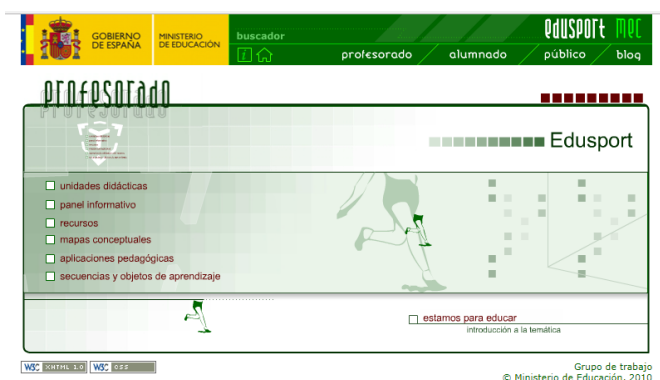 GOBIERNO
DE ESPAÑA
MINISTERIO
DE EDUCACIÓN
buscador
edusport mec
profesorado
alumnado
público
blog
profesorado
Edusport
unidades didácticas
panel informativo
recursos
mapas conceptuales
aplicaciones pedagógicas
secuencias y objetos de aprendizaje
estamos para educar
introducción a la temática
W3C XHTML 1.0
W3C CSS
Grupo de trabajo
© Ministerio de Educación. 2010